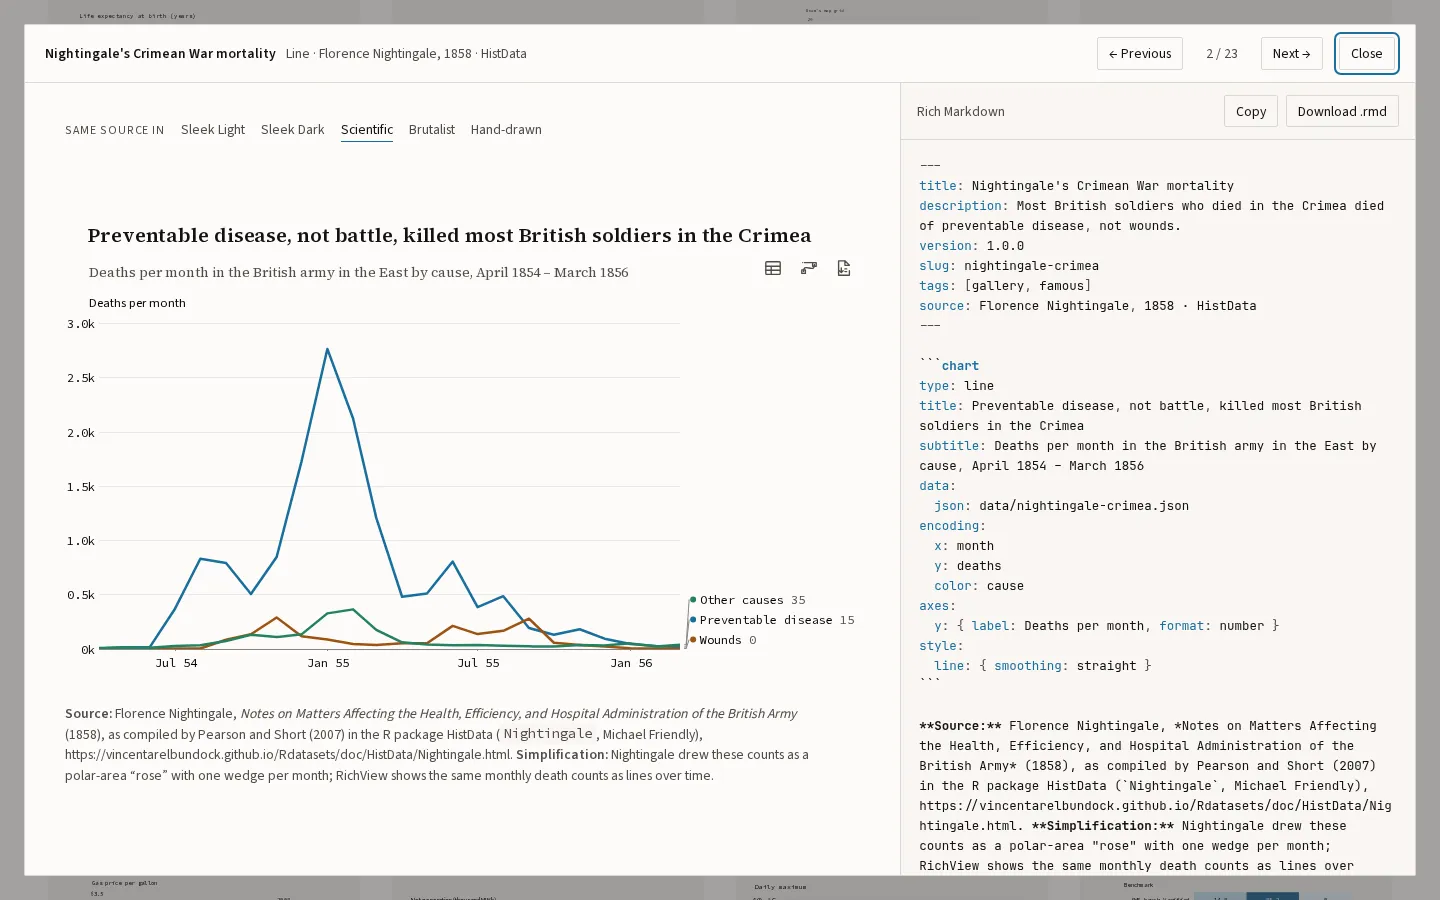 Life expectancy at birth (years)
Nightingale's Crimean War mortality Line · Florence Nightingale, 1858 · HistData
← Previous 2 / 23 Next → Close
SAME SOURCE IN Sleek Light Sleek Dark Scientific Brutalist Hand-drawn
Preventable disease, not battle, killed most British soldiers in the Crimea
Deaths per month in the British army in the East by cause, April 1854 – March 1856
Deaths per month
3.0k
2.5k
2.0k
1.5k
1.0k
0.5k
0k
Jul 54 Jan 55 Jul 55 Jan 56
Other causes 35
Preventable disease 15
Wounds 0
Source: Florence Nightingale, Notes on Matters Affecting the Health, Efficiency, and Hospital Administration of the British Army
(1858), as compiled by Pearson and Short (2007) in the R package HistData ( Nightingale , Michael Friendly),
https://vincentarelbundock.github.io/Rdatasets/doc/HistData/Nightingale.html. Simplification: Nightingale drew these counts as a
polar-area “rose” with one wedge per month; RichView shows the same monthly death counts as lines over time.
Rich Markdown Copy Download .rmd
---
title: Nightingale's Crimean War mortality
description: Most British soldiers who died in the Crimea died
of preventable disease, not wounds.
version: 1.0.0
slug: nightingale-crimea
tags: [gallery, famous]
source: Florence Nightingale, 1858 · HistData
---
```chart
type: line
title: Preventable disease, not battle, killed most British
soldiers in the Crimea
subtitle: Deaths per month in the British army in the East by
cause, April 1854 – March 1856
data:
json: data/nightingale-crimea.json
encoding:
x: month
y: deaths
color: cause
axes:
y: { label: Deaths per month, format: number }
style:
line: { smoothing: straight }
```
**Source:** Florence Nightingale, *Notes on Matters Affecting
the Health, Efficiency, and Hospital Administration of the
British Army* (1858), as compiled by Pearson and Short (2007)
in the R package HistData (`Nightingale`, Michael Friendly),
https://vincentarelbundock.github.io/Rdatasets/doc/HistData/Nig
htingale.html. **Simplification:** Nightingale drew these
counts as a polar-area "rose" with one wedge per month;
RichView shows the same monthly death counts as lines over
Gas price per gallon
Daily maximum
Benchmark